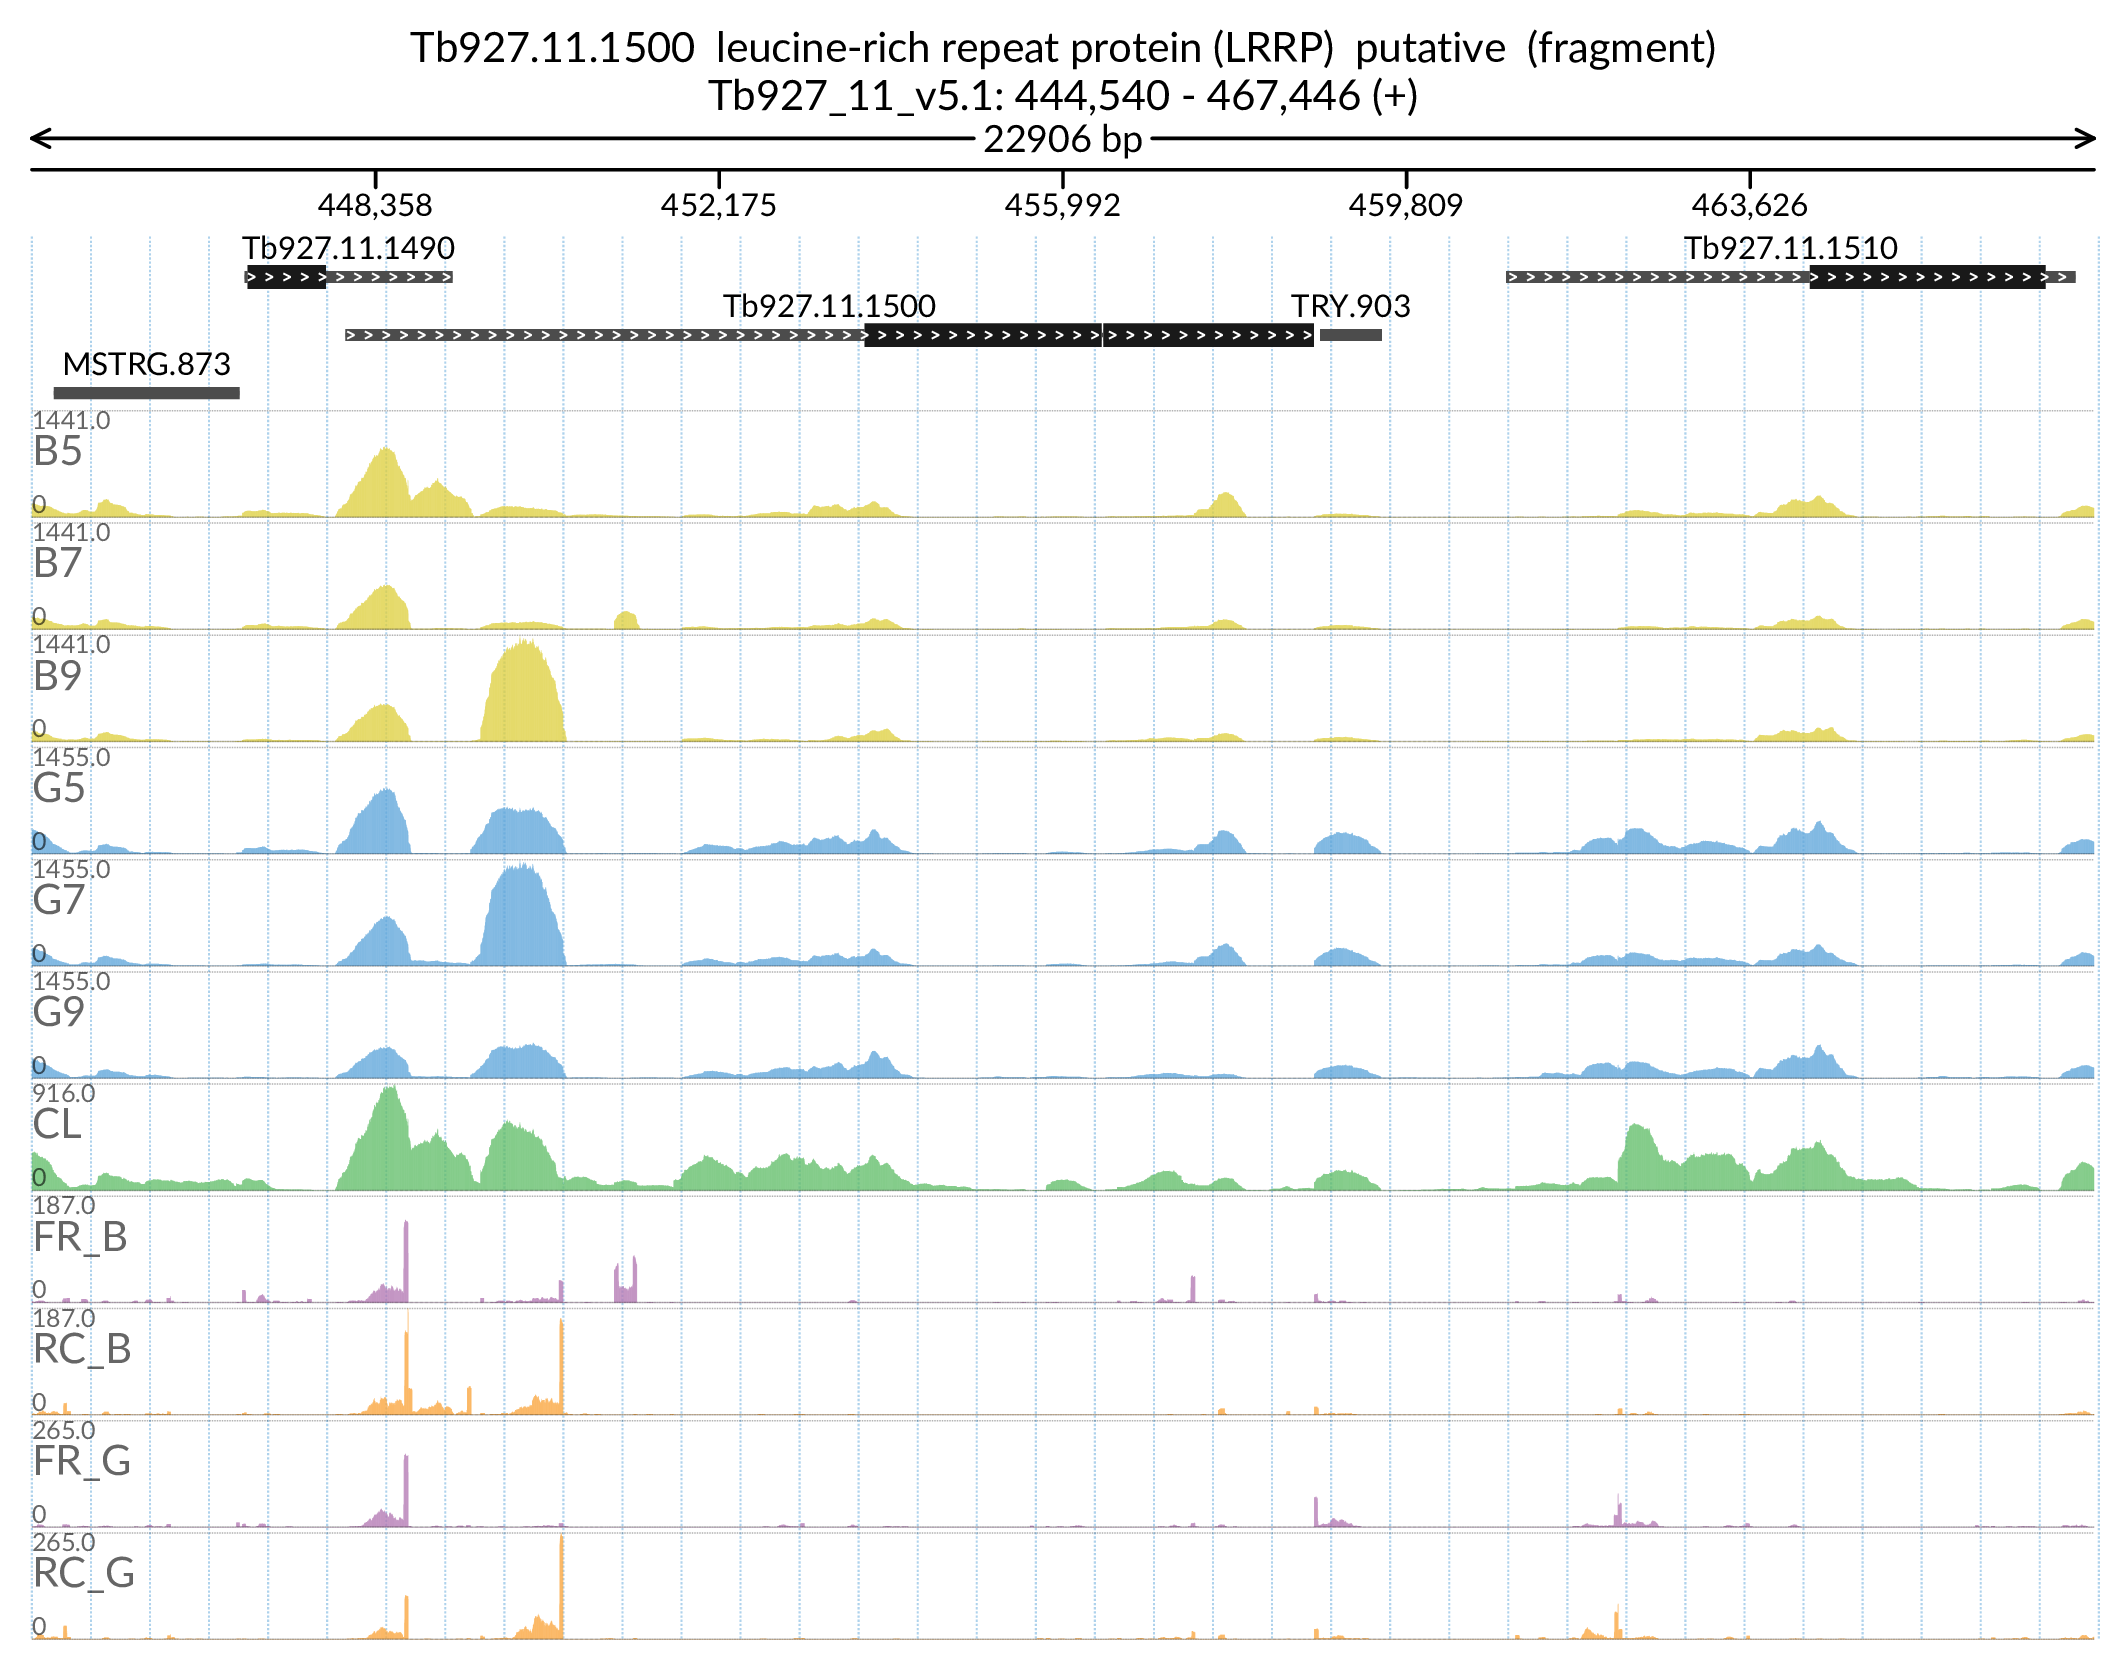 Tb927.11.1500 leucine-rich repeat protein (LRRP) putative (fragment)
Tb927_11_v5.1: 444,540 - 467,446 (+)
22906 bp
448,358 452,175 455,992 459,809 463,626
Tb927.11.1490 Tb927.11.1510
Tb927.11.1500 TRY.903
MSTRG.873
1441.0
B5
0
1441.0
B7
0
1441.0
B9
0
1455.0
G5
0
1455.0
G7
0
1455.0
G9
0
916.0
CL
0
187.0
FR_B
0
187.0
RC_B
0
265.0
FR_G
0
265.0
RC_G
0